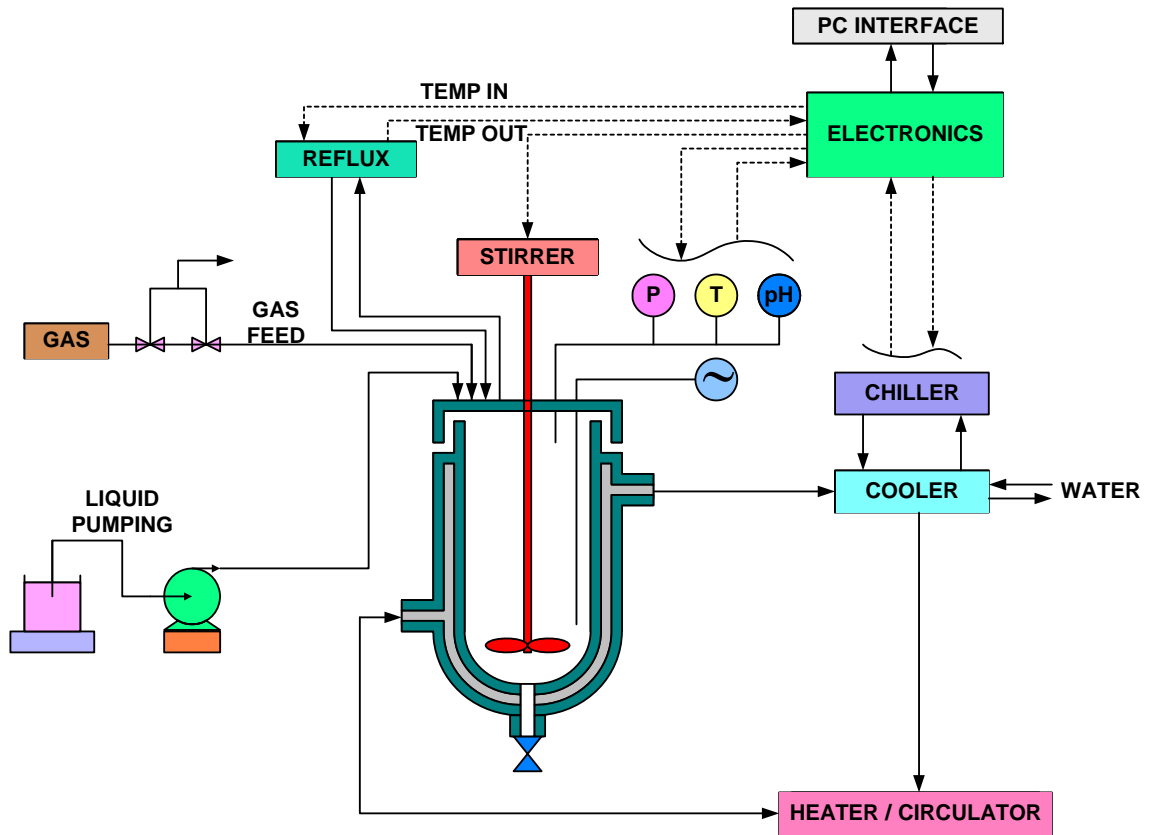 PC INTERFACE
TEMP IN
TEMP OUT
ELECTRONICS
REFLUX
STIRRER
P
T
pH
GAS
FEED
GAS
~
CHILLER
COOLER
WATER
LIQUID
PUMPING
HEATER / CIRCULATOR